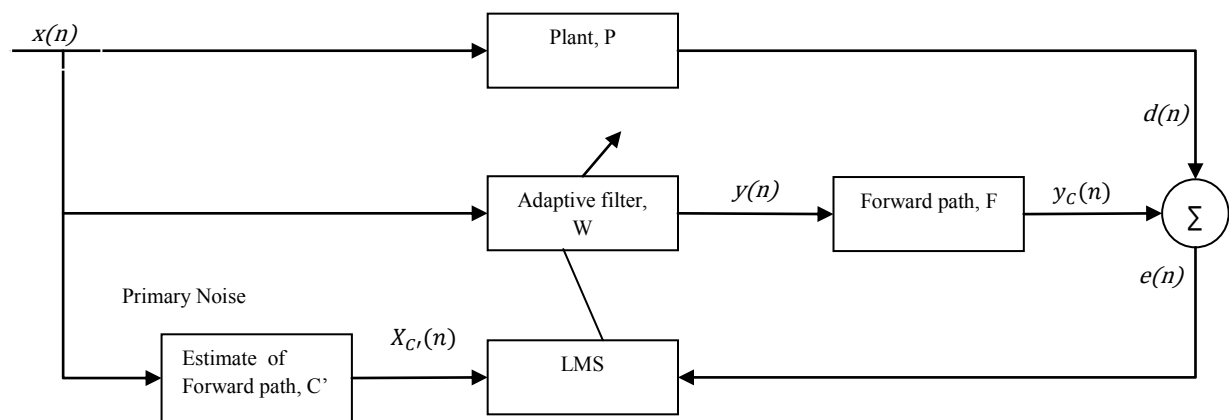 x(n)
Plant, P
d(n)
Adaptive filter,
W
y(n)
Forward path, F
y_C(n)
Σ
e(n)
Primary Noise
Estimate of
Forward path, C’
X_C′(n)
LMS